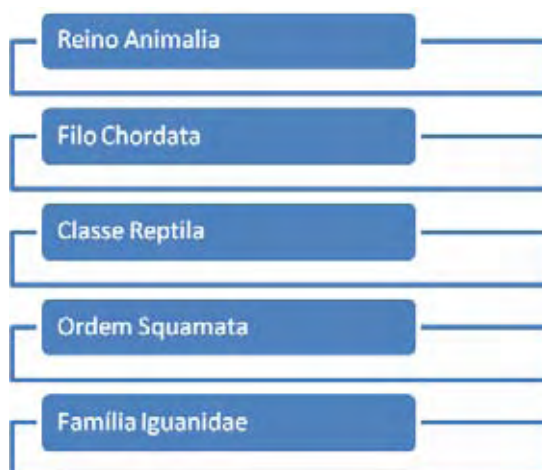 Reino Animalia
Filo Chordata
Classe Reptila
Ordem Squamata
Família Iguanidae